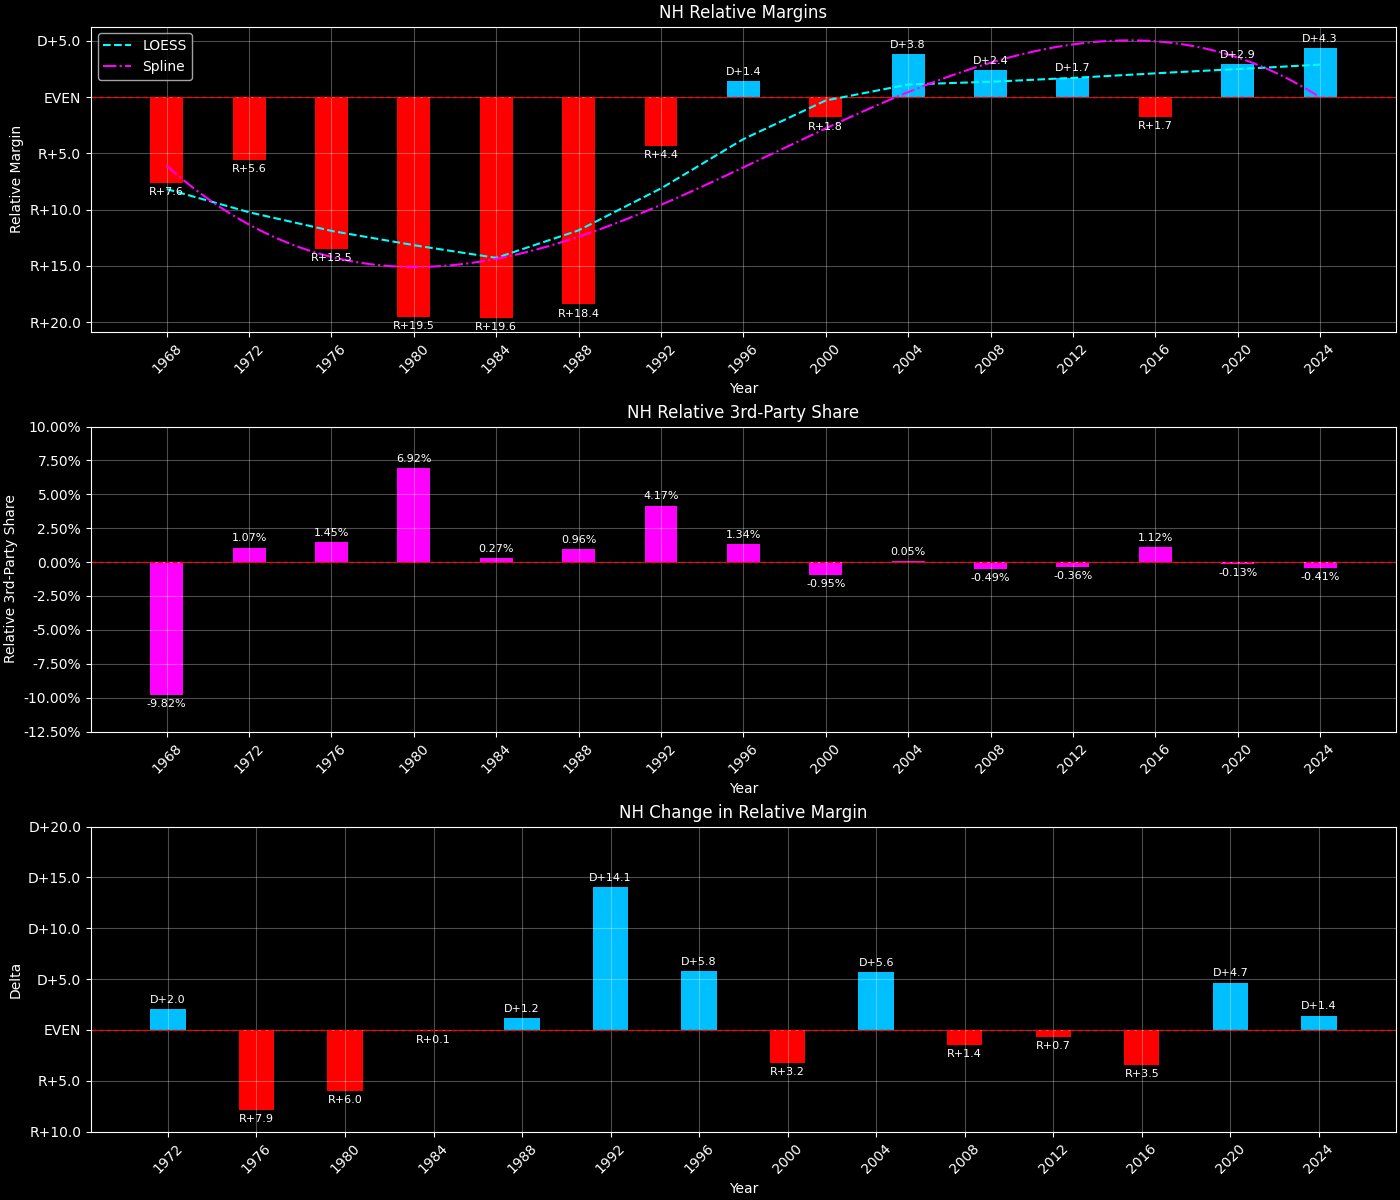 NH Relative Margins
LOESS
Spline
Relative Margin
D+5.0
EVEN
R+5.0
R+10.0
R+15.0
R+20.0
R+7.6
R+5.6
R+13.5
R+19.5
R+19.6
R+18.4
R+4.4
D+1.4
R+1.8
D+3.8
D+2.4
D+1.7
R+1.7
D+2.9
D+4.3
1968 1972 1976 1980 1984 1988 1992 1996 2000 2004 2008 2012 2016 2020 2024
Year
NH Relative 3rd-Party Share
Relative 3rd-Party Share
10.00%
7.50%
5.00%
2.50%
0.00%
-2.50%
-5.00%
-7.50%
-10.00%
-12.50%
-9.82%
1.07%
1.45%
6.92%
0.27%
0.96%
4.17%
1.34%
-0.95%
0.05%
-0.49%
-0.36%
1.12%
-0.13%
-0.41%
1968 1972 1976 1980 1984 1988 1992 1996 2000 2004 2008 2012 2016 2020 2024
Year
NH Change in Relative Margin
Delta
D+20.0
D+15.0
D+10.0
D+5.0
EVEN
R+5.0
R+10.0
D+2.0
R+7.9
R+6.0
R+0.1
D+1.2
D+14.1
D+5.8
R+3.2
D+5.6
R+1.4
R+0.7
R+3.5
D+4.7
D+1.4
1972 1976 1980 1984 1988 1992 1996 2000 2004 2008 2012 2016 2020 2024
Year